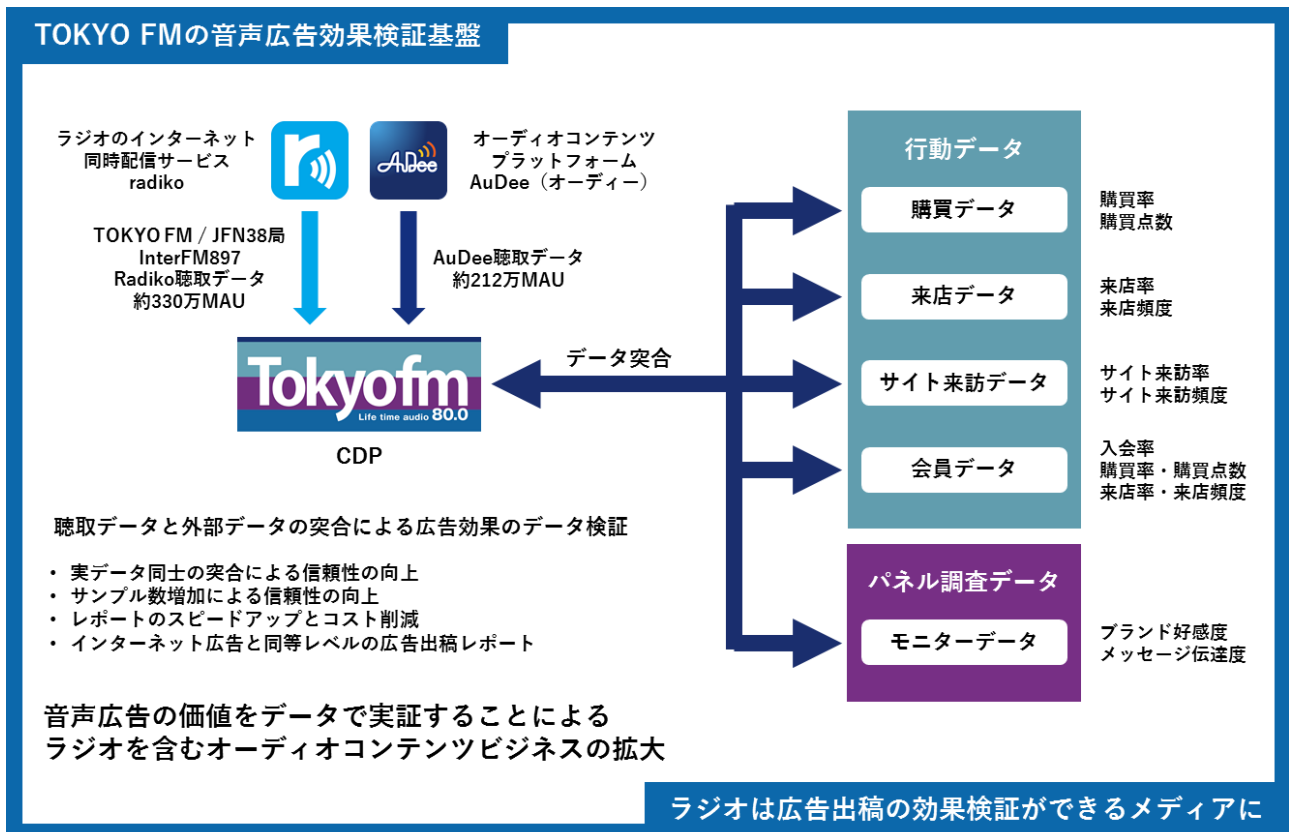 TOKYO FMの音声広告効果検証基盤
ラジオのインターネット
同時配信サービス
radiko
r
AuDee
オーディオコンテンツ
プラットフォーム
AuDee（オーディー）
TOKYO FM / JFN38局
InterFM897
Radiko聴取データ
約330万MAU
AuDee聴取データ
約212万MAU
Tokyofm
Life time audio 80.0
CDP
データ突合
行動データ
購買データ
購買率
購買点数
来店データ
来店率
来店頻度
サイト来訪データ
サイト来訪率
サイト来訪頻度
会員データ
入会率
購買率・購買点数
来店率・来店頻度
パネル調査データ
モニターデータ
ブランド好感度
メッセージ伝達度
聴取データと外部データの突合による広告効果のデータ検証
・ 実データ同士の突合による信頼性の向上
・ サンプル数増加による信頼性の向上
・ レポートのスピードアップとコスト削減
・ インターネット広告と同等レベルの広告出稿レポート
音声広告の価値をデータで実証することによる
ラジオを含むオーディオコンテンツビジネスの拡大
ラジオは広告出稿の効果検証ができるメディアに